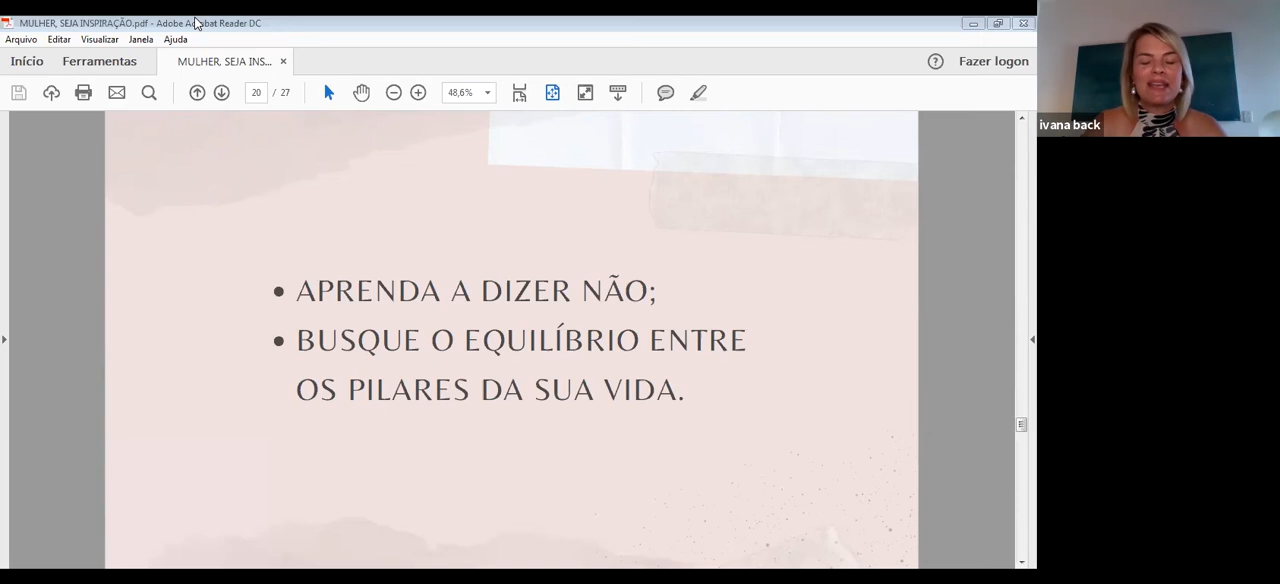 MULHER, SEJA INSPIRAÇÃO.pdf - Adobe Acrobat Reader DC
Arquivo Editar Visualizar Janela Ajuda
Início Ferramentas MULHER, SEJA INS... × Fazer logon
20 / 27 48,6%
ivana back
• APRENDA A DIZER NÃO;
• BUSQUE O EQUILÍBRIO ENTRE
OS PILARES DA SUA VIDA.